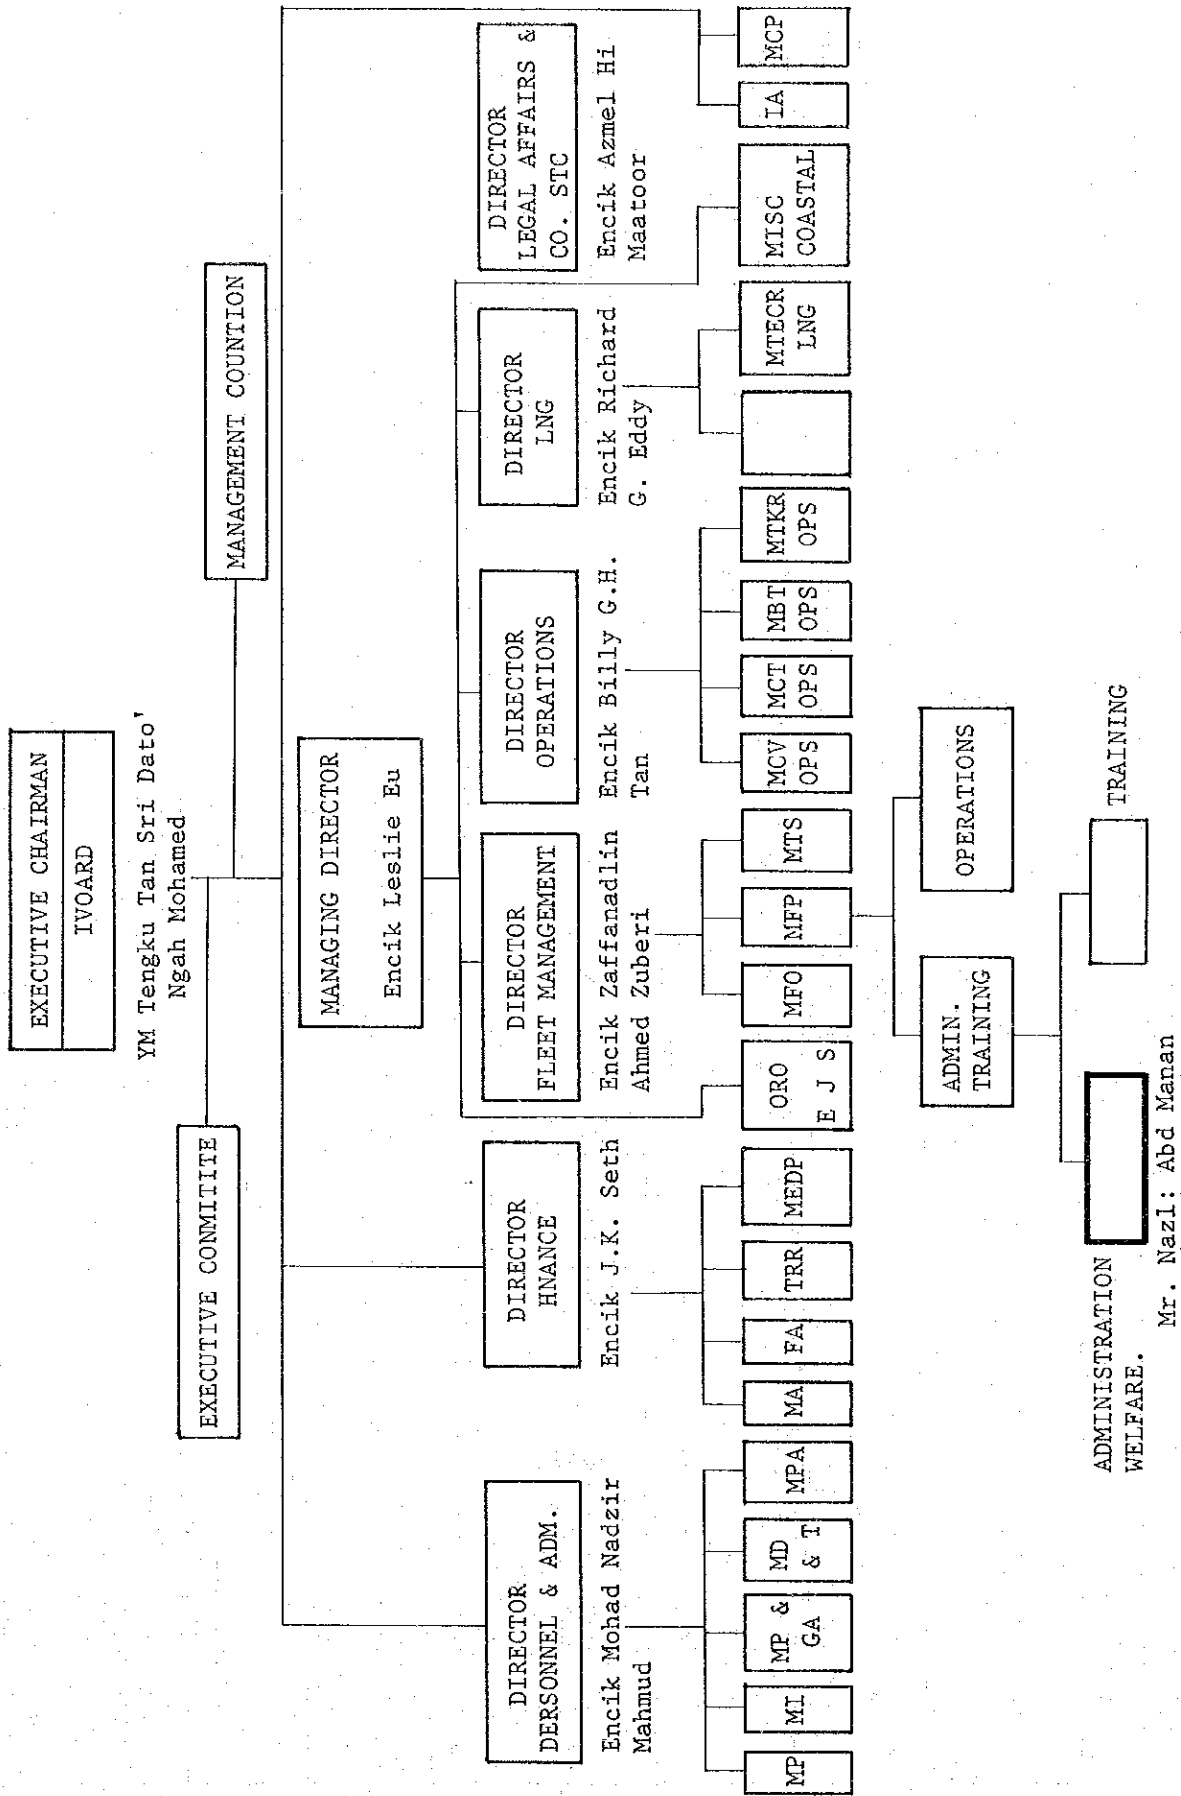 EXECUTIVE CHAIRMAN
IVOARD
YM Tengku Tan Sri Dato'
Ngah Mohamed
EXECUTIVE CONMITITE
MANAGEMENT COUNTION
MANAGING DIRECTOR
Encik Leslie Eu
DIRECTOR
DERSONNEL & ADM.
Encik Mohad Nadzir
Mahmud
DIRECTOR
HNANCE
Encik J.K. Seth
DIRECTOR
FLEET MANAGEMENT
Encik Zaffanadlin
Ahmed Zuberi
DIRECTOR
OPERATIONS
Encik Billy G.H.
Tan
DIRECTOR
LNG
Encik Richard
G. Eddy
DIRECTOR
LEGAL AFFAIRS &
CO. STC
Encik Azmel Hi
Maatoor
MP
MI
MP &
GA
MD
& T
MPA
MA
FA
TRR
MEDP
ORO
E J S
MFO
MFP
MTS
MCV
OPS
MCT
OPS
MBT
OPS
MTKR
OPS
MTECR
LNG
MISC
COASTAL
IA
MCP
ADMIN.
TRAINING
OPERATIONS
ADMINISTRATION
WELFARE.
Mr. Nazl: Abd Manan
TRAINING